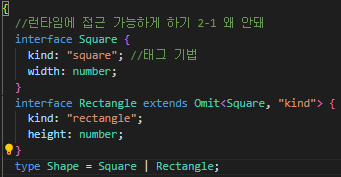 {
//런타임에 접근 가능하게 하기 2-1 왜 안돼
interface Square {
kind: "square"; //태그 기법
width: number;
}
interface Rectangle extends Omit<Square, "kind"> {
kind: "rectangle";
height: number;
}
type Shape = Square | Rectangle;